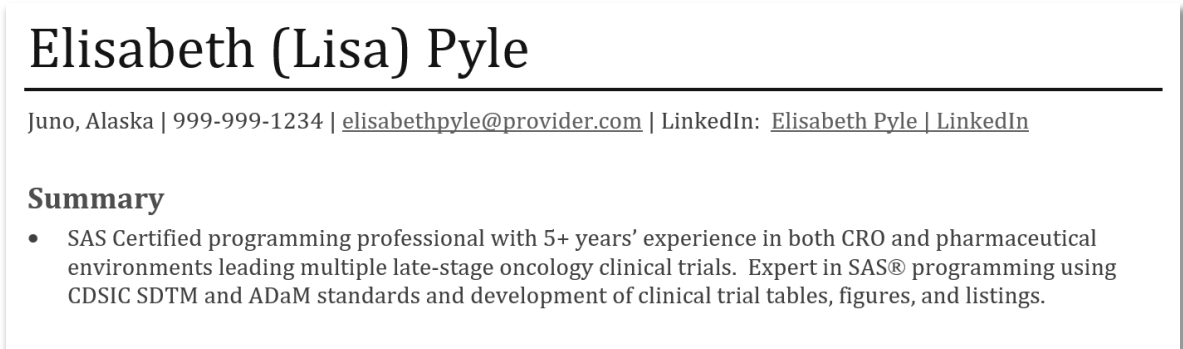 Elisabeth (Lisa) Pyle
Juno, Alaska | 999-999-1234 | elisabethpyle@provider.com | LinkedIn: Elisabeth Pyle | LinkedIn
Summary
• SAS Certified programming professional with 5+ years’ experience in both CRO and pharmaceutical
environments leading multiple late-stage oncology clinical trials. Expert in SAS® programming using
CDSIC SDTM and ADaM standards and development of clinical trial tables, figures, and listings.